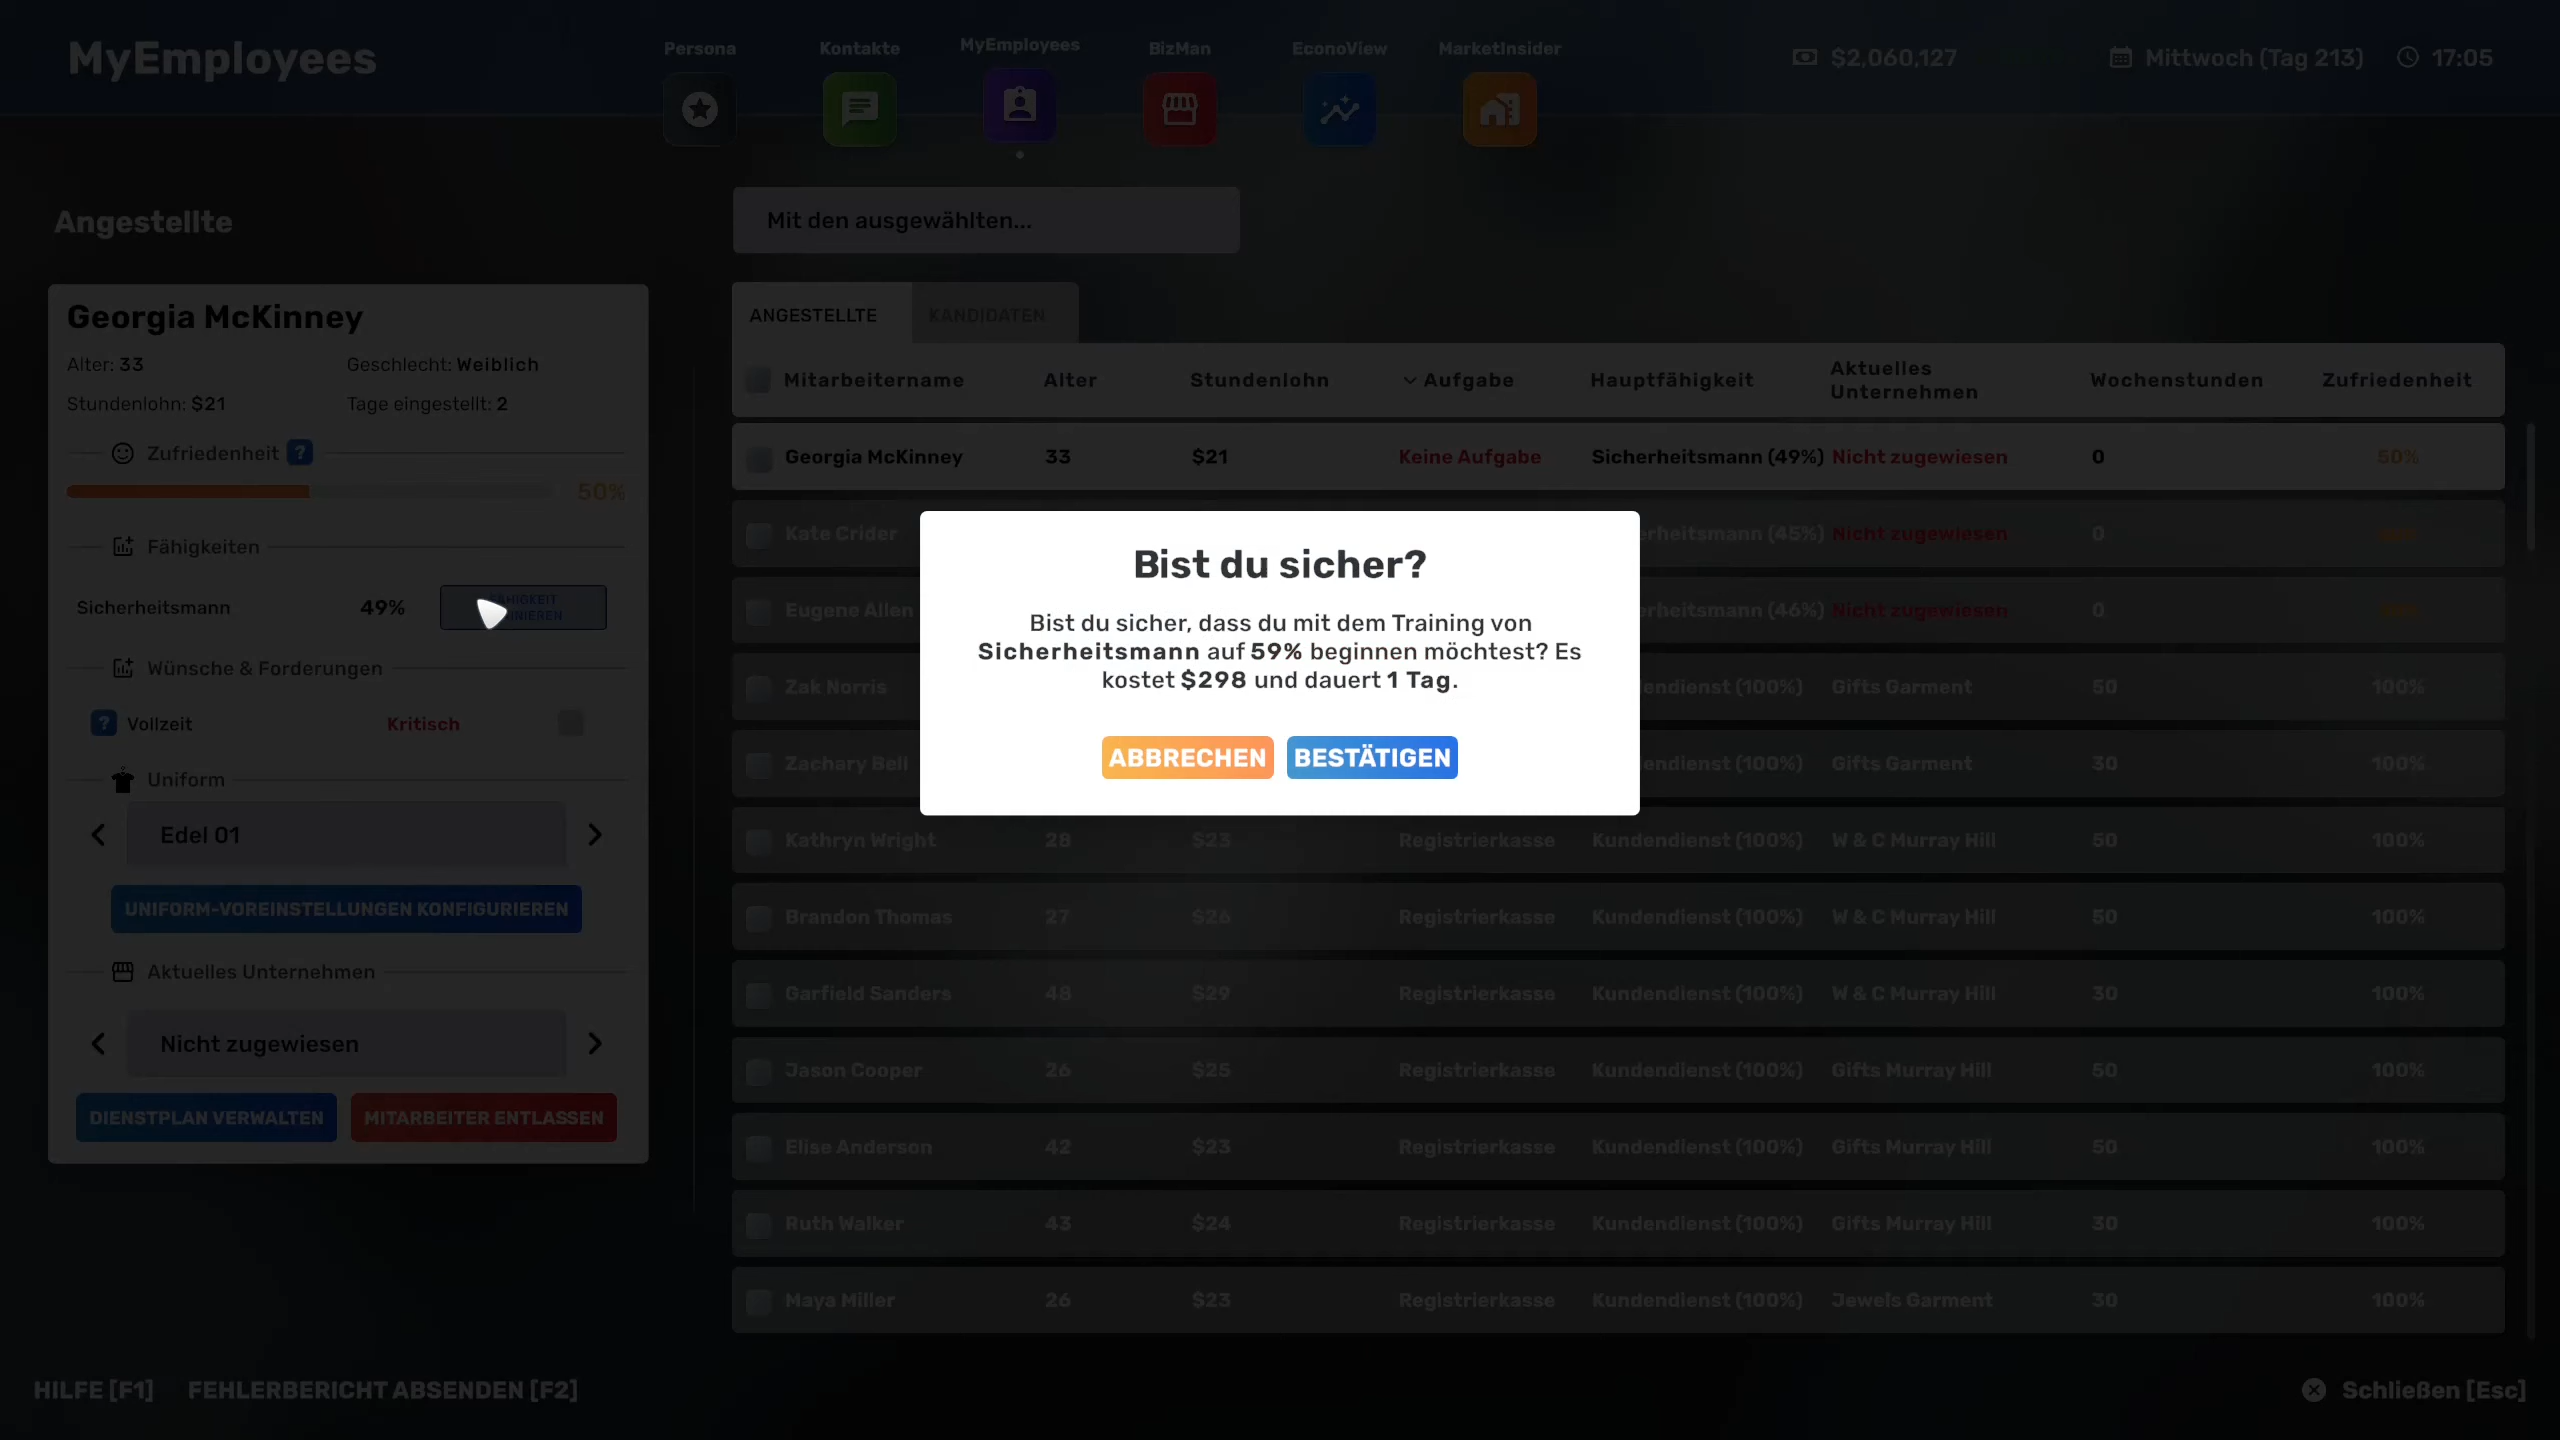 MyEmployees
Persona
Kontakte
MyEmployees
BizMan
EconoView
MarketInsider
$2,060,127
Mittwoch (Tag 213)
17:05
Angestellte
Mit den ausgewählten...
Georgia McKinney
Alter: 33
Geschlecht: Weiblich
Stundenlohn: $21
Tage eingestellt: 2
Zufriedenheit ?
50%
Fähigkeiten
Sicherheitsmann 49%
Wünsche & Forderungen
? Vollzeit Kritisch
Uniform
Edel 01
UNIFORM-VOREINSTELLUNGEN KONFIGURIEREN
Aktuelles Unternehmen
Nicht zugewiesen
DIENSTPLAN VERWALTEN
MITARBEITER ENTLASSEN
ANGESTELLTE
KANDIDATEN
Mitarbeitername Alter Stundenlohn Aufgabe Hauptfähigkeit Aktuelles Unternehmen Wochenstunden Zufriedenheit
Georgia McKinney 33 $21 Keine Aufgabe Sicherheitsmann (49%) Nicht zugewiesen 0 50%
Kate Crider (45%) Nicht zugewiesen 0
Eugene Allen (46%) Nicht zugewiesen 0
Zak Norris (100%) Gifts Garment 50 100%
Zachary Bell (100%) Gifts Garment 30 100%
Kathryn Wright 28 $23 Registrierkasse Kundendienst (100%) W & C Murray Hill 50 100%
Brandon Thomas 27 $26 Registrierkasse Kundendienst (100%) W & C Murray Hill 50 100%
Garfield Sanders 48 $29 Registrierkasse Kundendienst (100%) W & C Murray Hill 30 100%
Jason Cooper 26 $25 Registrierkasse Kundendienst (100%) Gifts Murray Hill 50 100%
Elise Anderson 42 $23 Registrierkasse Kundendienst (100%) Gifts Murray Hill 50 100%
Ruth Walker 43 $24 Registrierkasse Kundendienst (100%) Gifts Murray Hill 30 100%
Maya Miller 26 $23 Registrierkasse Kundendienst (100%) Jewels Garment 30 100%
Bist du sicher?
Bist du sicher, dass du mit dem Training von
Sicherheitsmann auf 59% beginnen möchtest? Es
kostet $298 und dauert 1 Tag.
ABBRECHEN
BESTÄTIGEN
HILFE [F1]
FEHLERBERICHT ABSENDEN [F2]
Schließen [Esc]